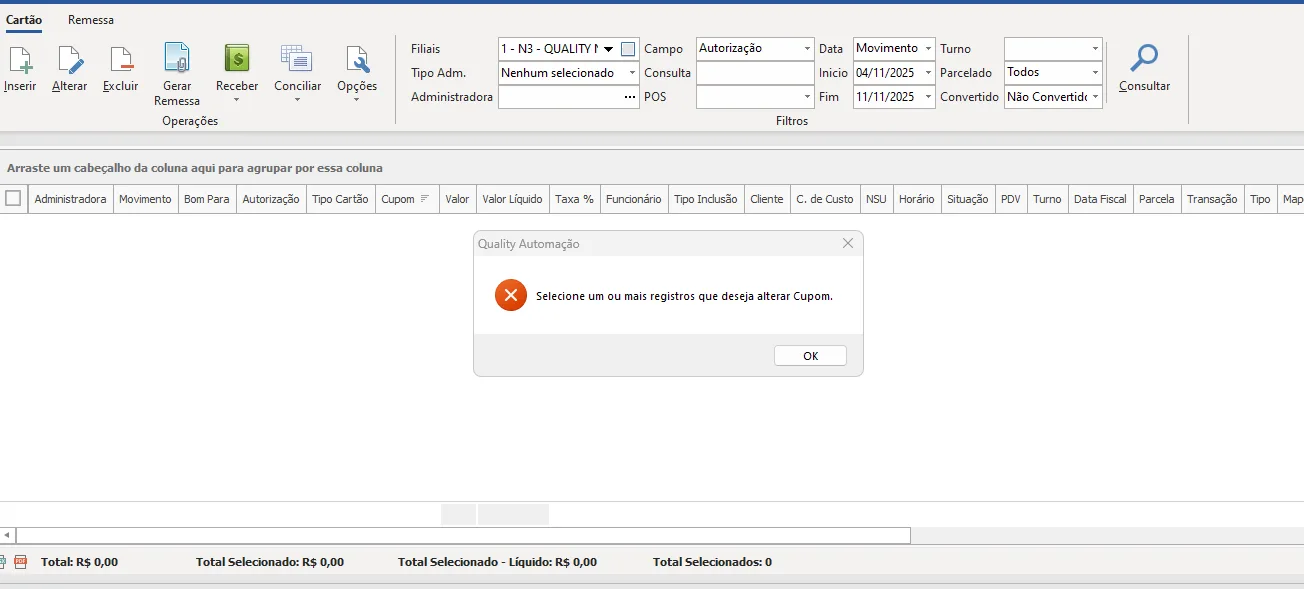 Cartão Remessa
Filiais 1 - N3 - QUALITY Campo Autorização Data Movimento Turno
Tipo Adm. Nenhum selecionado Consulta Inicio 04/11/2025 Parcelado Todos
Administradora ... POS Fim 11/11/2025 Convertido Não Convertido
Inserir Alterar Excluir Gerar Remessa Receber Conciliar Opções Consultar
Operações Filtros
Arraste um cabeçalho da coluna aqui para agrupar por essa coluna
Administradora Movimento Bom Para Autorização Tipo Cartão Cupom Valor Valor Líquido Taxa % Funcionário Tipo Inclusão Cliente C. de Custo NSU Horário Situação PDV Turno Data Fiscal Parcela Transação Tipo Map
Quality Automação
Selecione um ou mais registros que deseja alterar Cupom.
OK
Total: R$ 0,00 Total Selecionado: R$ 0,00 Total Selecionado - Líquido: R$ 0,00 Total Selecionados: 0